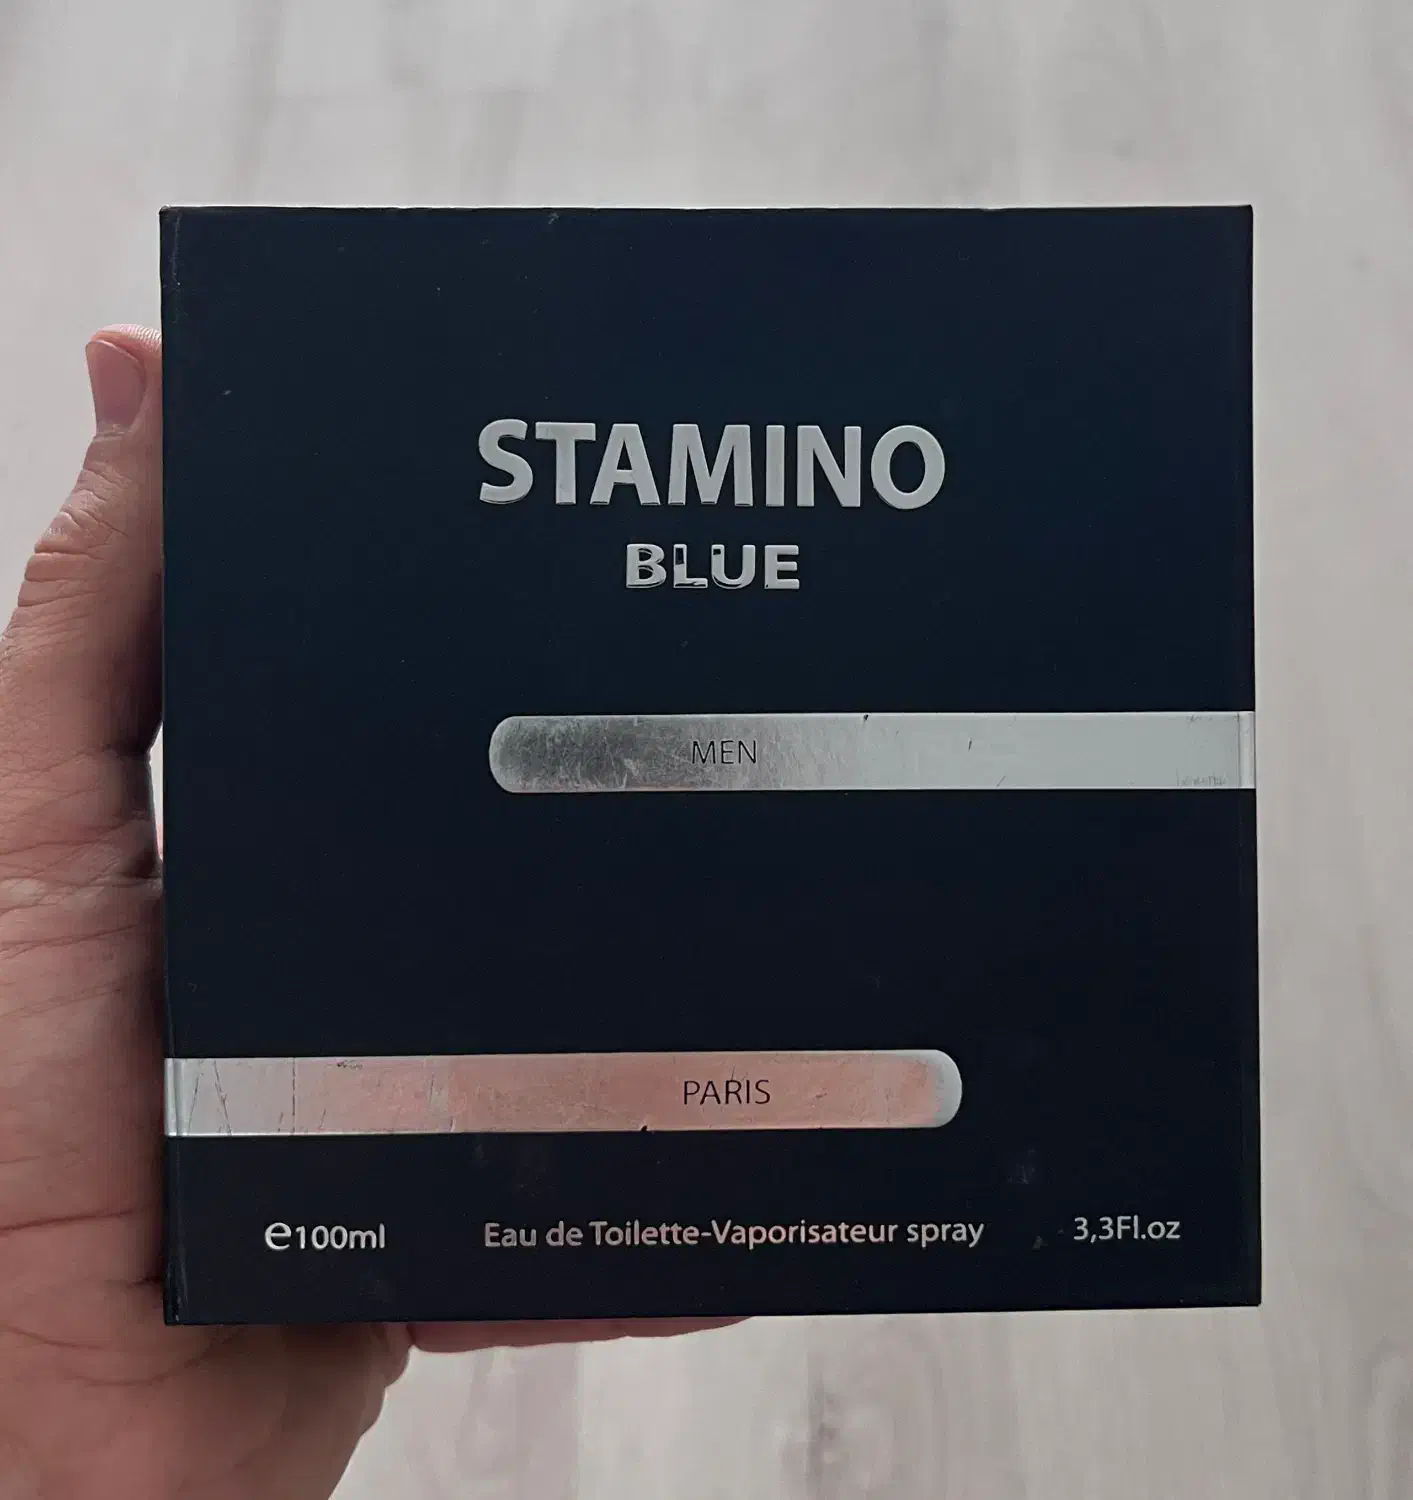 STAMINO
BLUE
MEN
PARIS
℮100ml Eau de Toilette-Vaporisateur spray 3,3Fl.oz